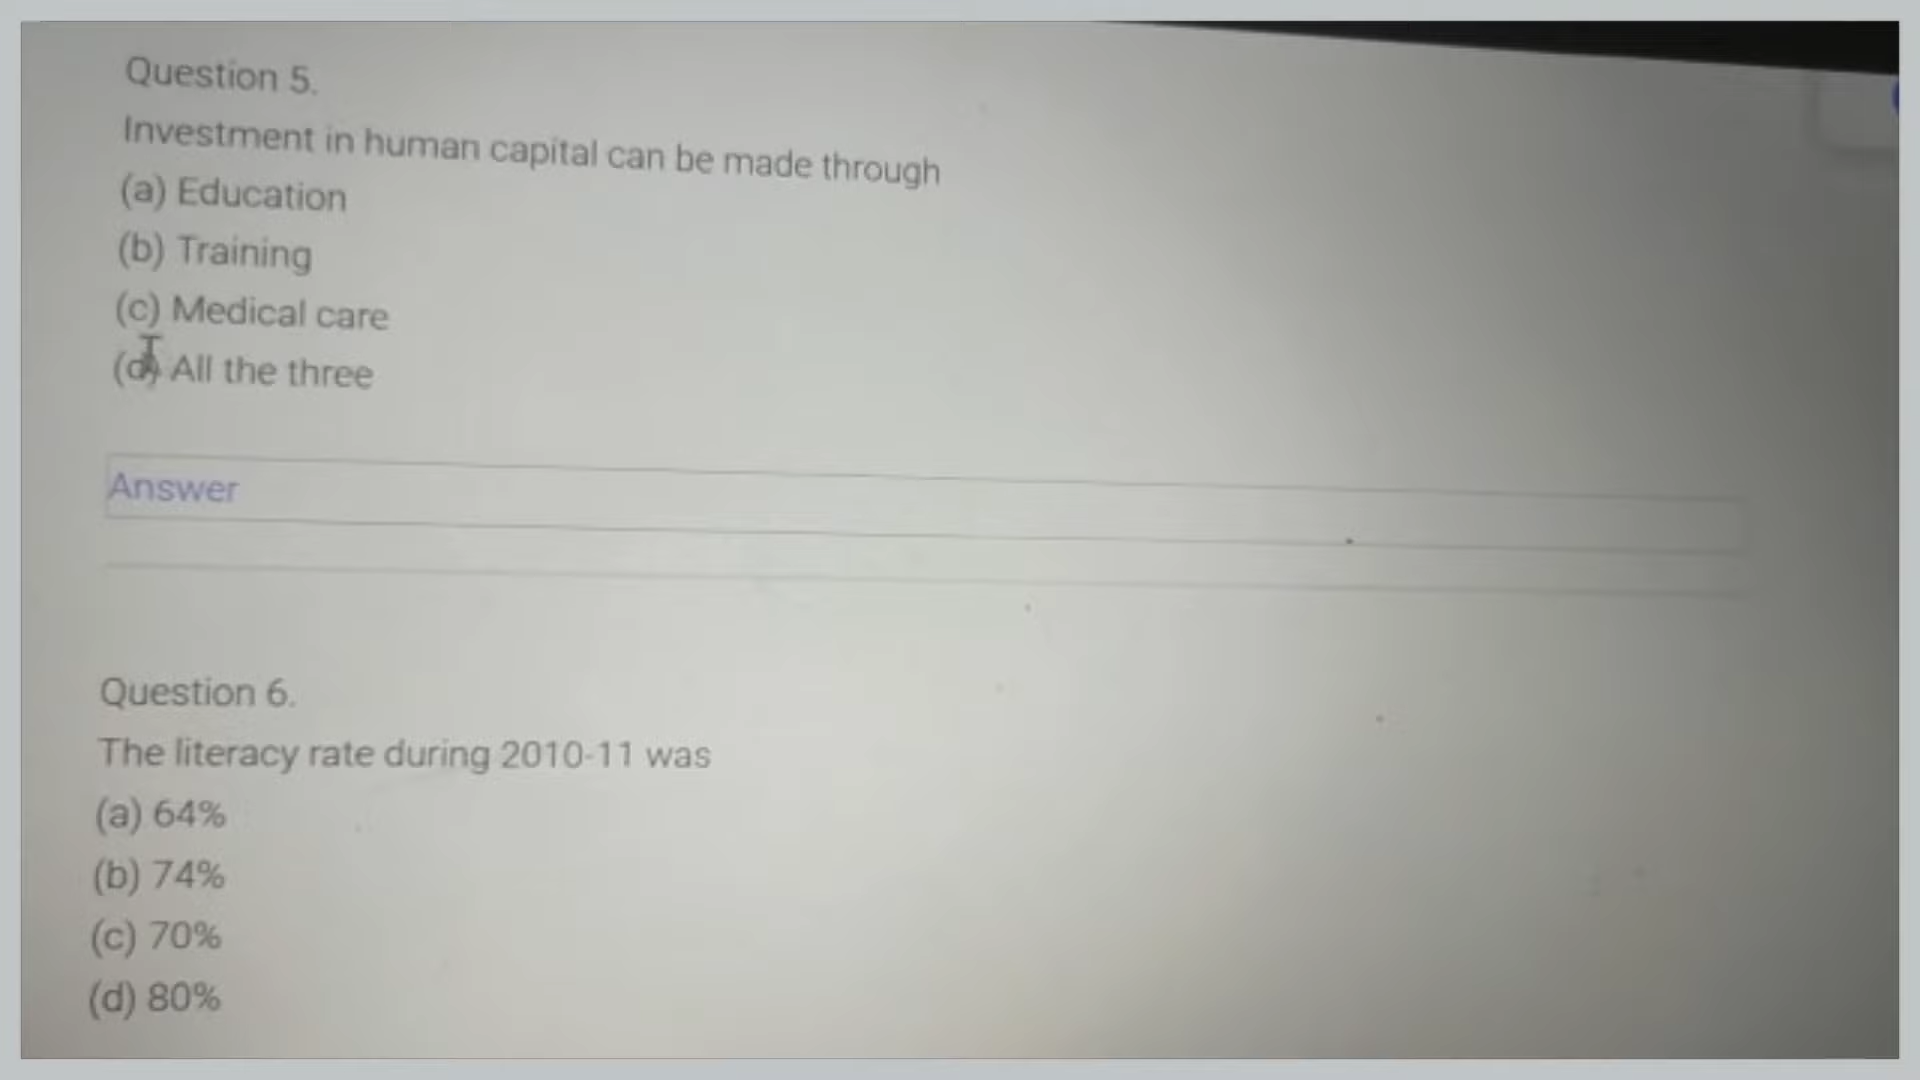 Question 5.
Investment in human capital can be made through
(a) Education
(b) Training
(c) Medical care
(d) All the three
Answer
Question 6.
The literacy rate during 2010-11 was
(a) 64%
(b) 74%
(c) 70%
(d) 80%